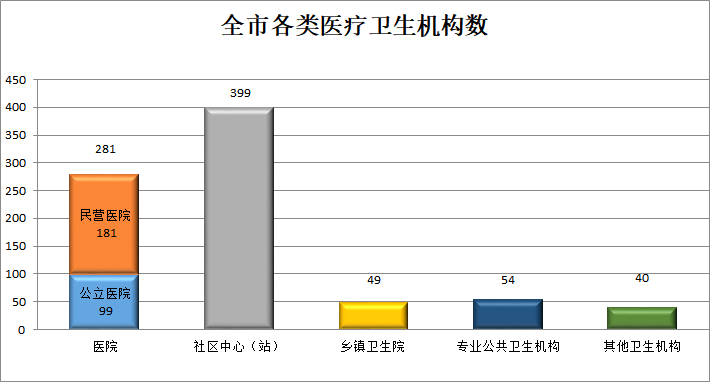 全市各类医疗卫生机构数
450
400
350
300
250
200
150
100
50
0
281
民营医院
181
公立医院
99
399
49
54
40
医院
社区中心（站）
乡镇卫生院
专业公共卫生机构
其他卫生机构